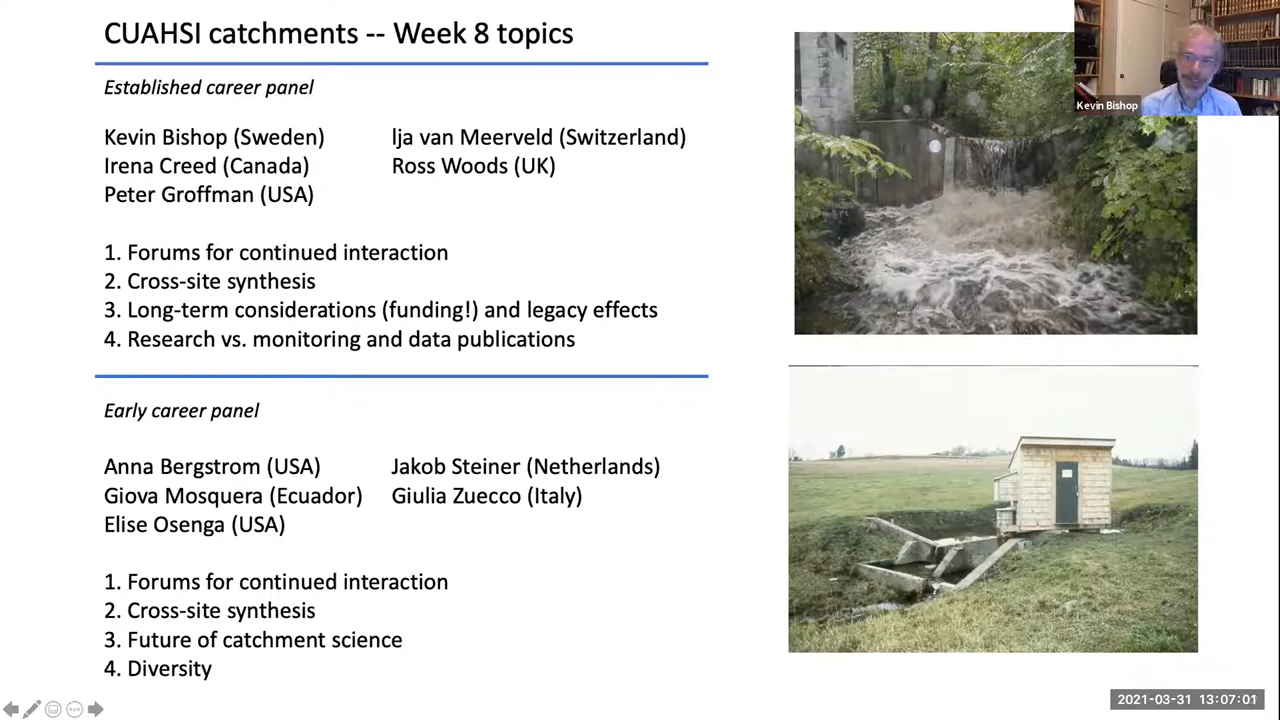 CUAHSI catchments -- Week 8 topics
Established career panel
Kevin Bishop (Sweden)
Irena Creed (Canada)
Peter Groffman (USA)
Ilja van Meerveld (Switzerland)
Ross Woods (UK)
1. Forums for continued interaction
2. Cross-site synthesis
3. Long-term considerations (funding!) and legacy effects
4. Research vs. monitoring and data publications
Early career panel
Anna Bergstrom (USA)
Giova Mosquera (Ecuador)
Elise Osenga (USA)
Jakob Steiner (Netherlands)
Giulia Zuecco (Italy)
1. Forums for continued interaction
2. Cross-site synthesis
3. Future of catchment science
4. Diversity
Kevin Bishop
2021-03-31 13:07:01